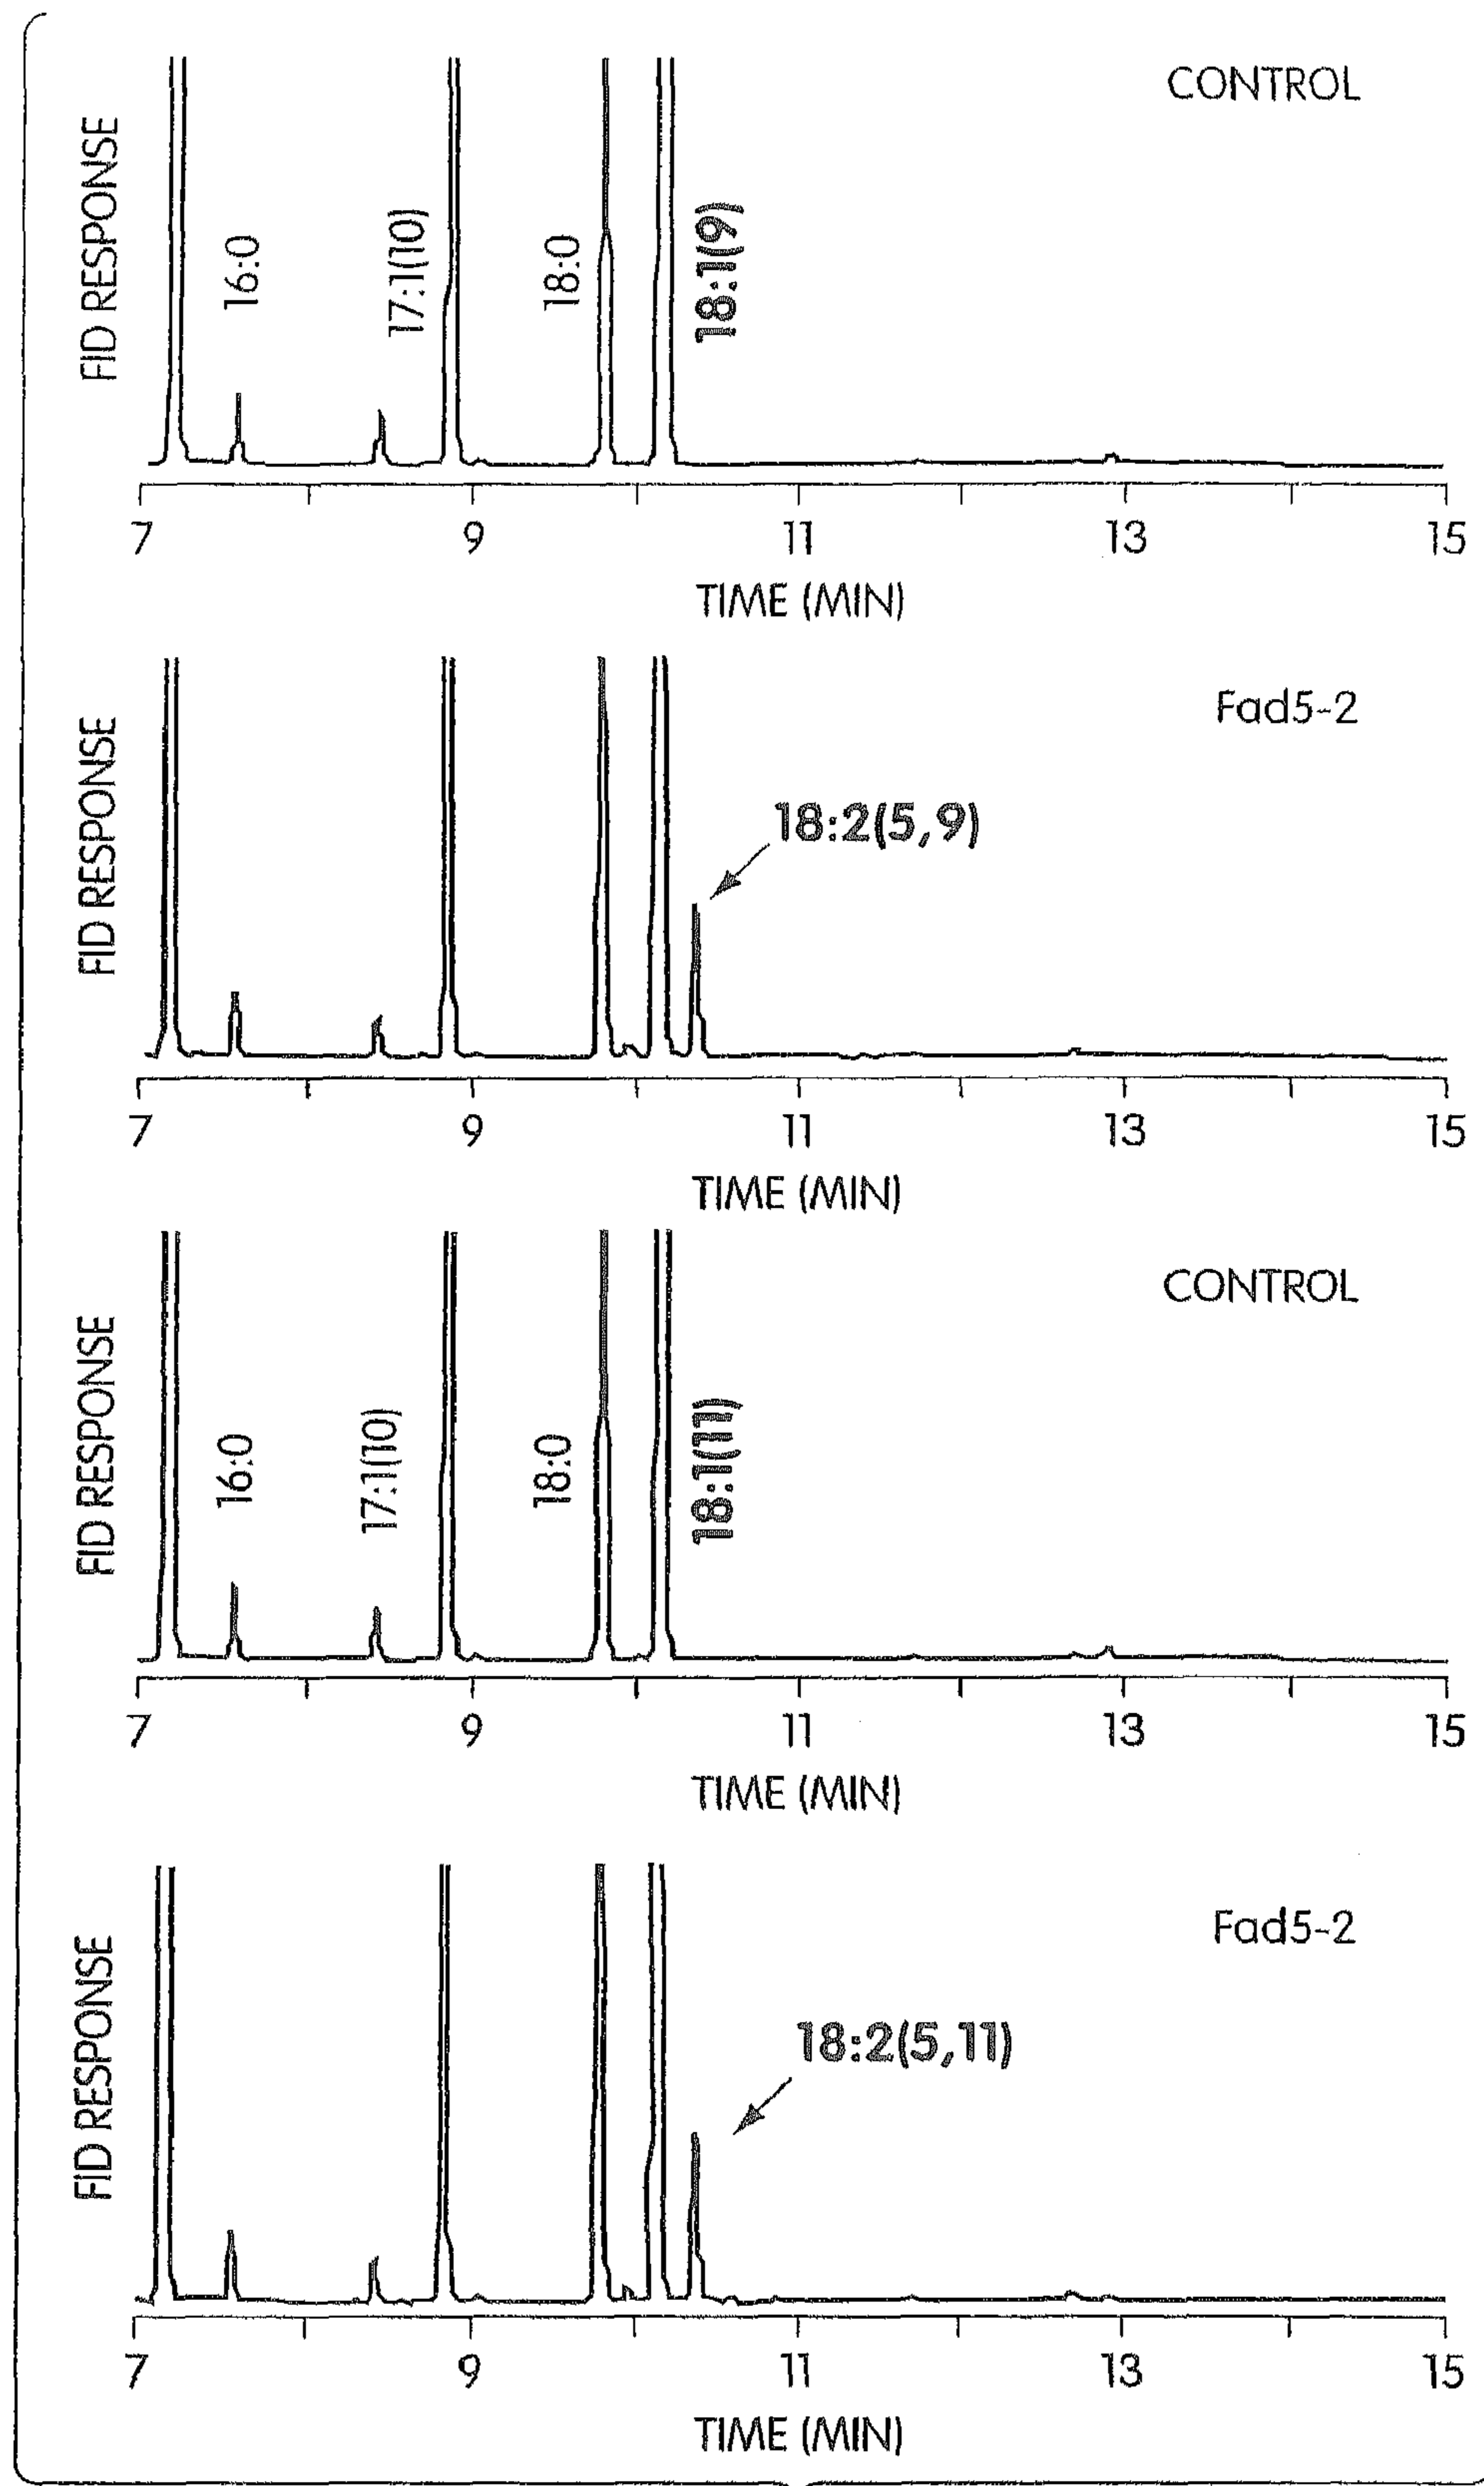 CONTROL
FID RESPONSE
16:0
17:1(10)
18:0
18:1(9)
7 9 11 13 15
TIME (MIN)
Fad5-2
FID RESPONSE
18:2(5,9)
7 9 11 13 15
TIME (MIN)
CONTROL
FID RESPONSE
16:0
17:1(10)
18:0
18:1(11)
7 9 11 13 15
TIME (MIN)
Fad5-2
FID RESPONSE
18:2(5,11)
7 9 11 13 15
TIME (MIN)